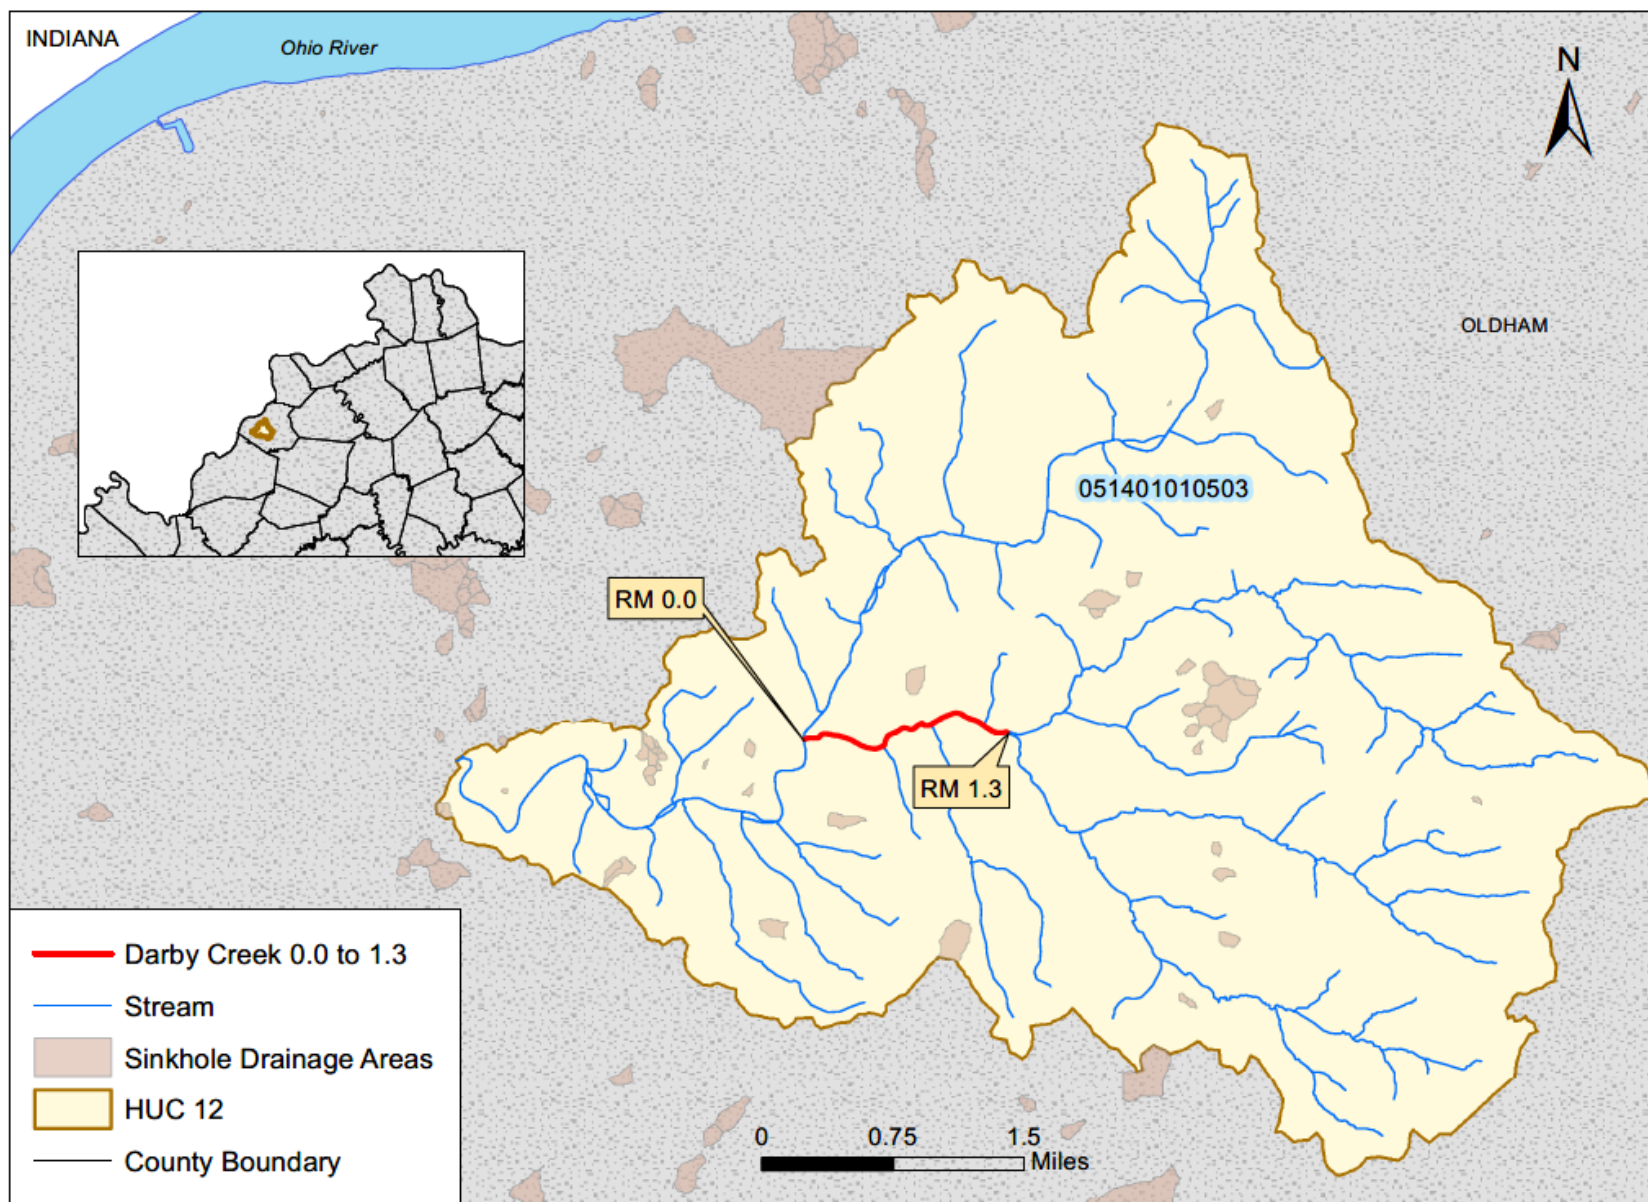 INDIANA
Ohio River
N
OLDHAM
051401010503
RM 0.0
RM 1.3
Darby Creek 0.0 to 1.3
Stream
Sinkhole Drainage Areas
HUC 12
County Boundary
0 0.75 1.5
Miles